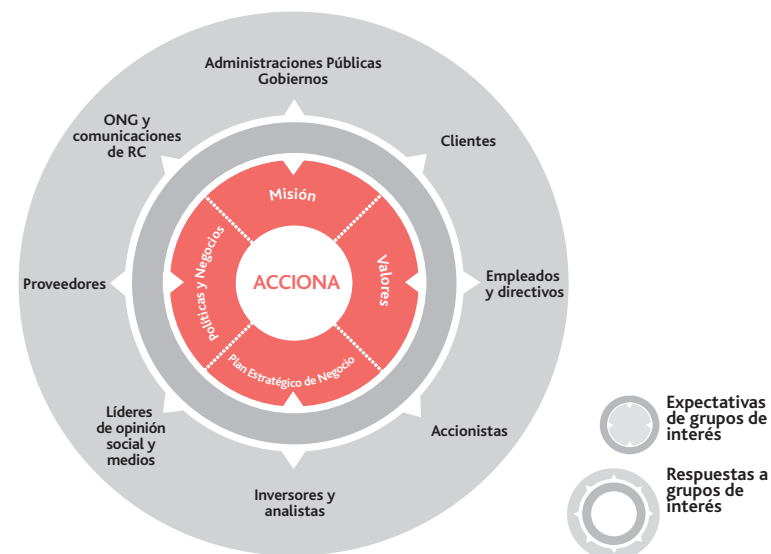 Administraciones Públicas
Gobiernos
ONG y
comunicaciones
de RC
Clientes
Misión
Políticas y Negocios
ACCIONA
Valores
Proveedores
Empleados
y directivos
Plan Estratégico de Negocio
Líderes
de opinión
social y
medios
Accionistas
Inversores y
analistas
Expectativas
de grupos de
interés
Respuestas a
grupos de
interés